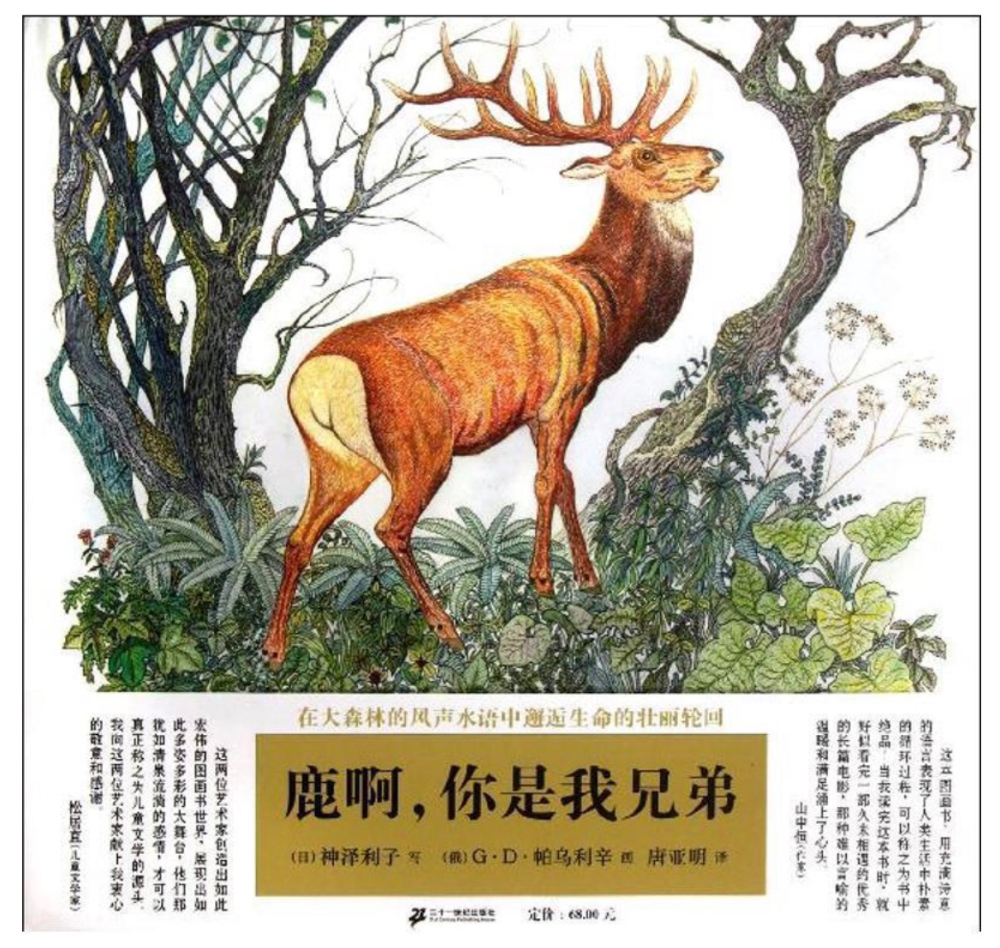 在大森林的风声水语中邂逅生命的壮丽轮回
鹿啊，你是我兄弟
(日)神泽利子 写 (俄)G·D·帕乌利辛 画 唐亚明 译
二十一世纪出版社
21st Century Publishing House
定价：68.00元
这本图画书，用充满诗意
的语言表现了人类生活中朴素
的循环过程，可以称之为书中
绝品！当我读完这本书时，就
好似看完一部久未相遇的优秀
的长篇电影，那种难以言喻的
温暖和满足涌上了心头。
山中恒(作家)
这两位艺术家创造出如此
宏伟的图画书世界，展现出如
此多姿多彩的大舞台，他们那
犹如清泉流淌的感情，才可以
真正称之为儿童文学的源头。
我向这两位艺术家献上我衷心
的敬意和感谢。
松居直(儿童文学家)